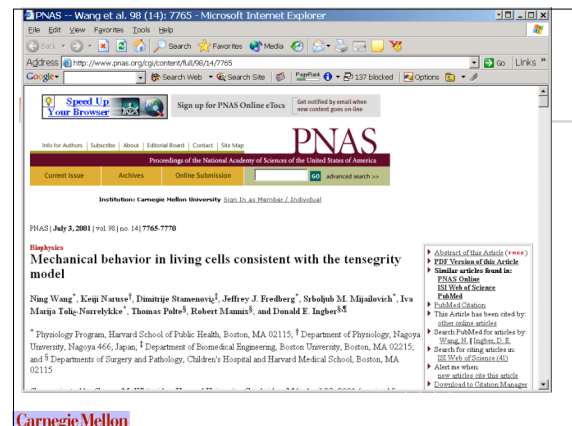 PNAS -- Wang et al. 98 (14): 7765 - Microsoft Internet Explorer
File Edit View Favorites Tools Help
Back Search Favorites Media
Address http://www.pnas.org/cgi/content/full/98/14/7765 Go Links »
Google Search Web Search Site PageRank 137 blocked Options
Speed Up
Your Browser
Sign up for PNAS Online eTocs
Get notified by email when
new content goes on-line
Info for Authors | Subscribe | About | Editorial Board | Contact | Site Map
PNAS
Proceedings of the National Academy of Sciences of the United States of America
Current Issue Archives Online Submission GO advanced search >>
Institution: Carnegie Mellon University Sign In as Member / Individual
PNAS | July 3, 2001 | vol. 98 | no. 14 | 7765-7770
Biophysics
Mechanical behavior in living cells consistent with the tensegrity
model
Ning Wang*, Keiji Naruse†, Dimitrije Stamenović‡, Jeffrey J. Fredberg*, Srboljub M. Mijailovich*, Iva
Marija Tolić-Nørrelykke*, Thomas Polte§, Robert Mannix§, and Donald E. Ingber§¶
* Physiology Program, Harvard School of Public Health, Boston, MA 02115; † Department of Physiology, Nagoya
University, Nagoya 466, Japan; ‡ Department of Biomedical Engineering, Boston University, Boston, MA 02215;
and § Departments of Surgery and Pathology, Children's Hospital and Harvard Medical School, Boston, MA
02115
Abstract of this Article (FREE)
PDF Version of this Article
Similar articles found in:
PNAS Online
ISI Web of Science
PubMed
PubMed Citation
This Article has been cited by:
other online articles
Search PubMed for articles by:
Wang, N. || Ingber, D. E.
Search for citing articles in:
ISI Web of Science (41)
Alert me when:
new articles cite this article
Download to Citation Manager
Carnegie Mellon